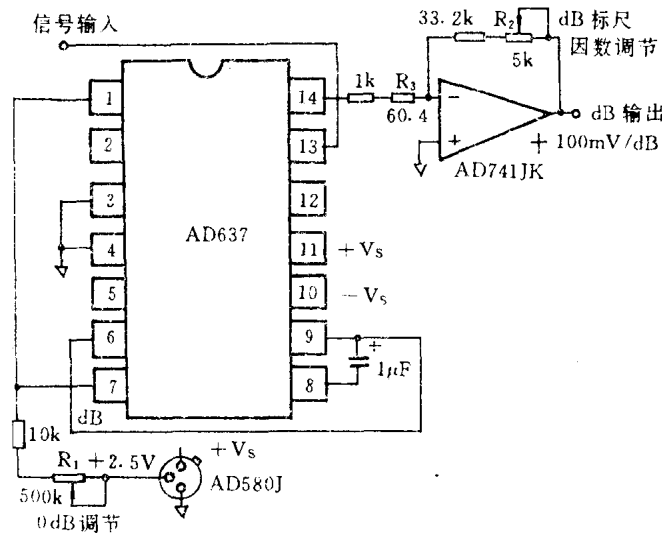 信号输入
33.2k
R₂
dB 标尺
因数调节
5k
1k
R₃
60.4
−
+
dB 输出
+ 100mV/dB
AD741JK
1
2
3
4
5
6
7
14
13
12
11
10
9
8
AD637
+Vs
−Vs
+
1μF
dB
10k
R₁
+2.5V
+Vs
AD580J
500k
0dB 调节